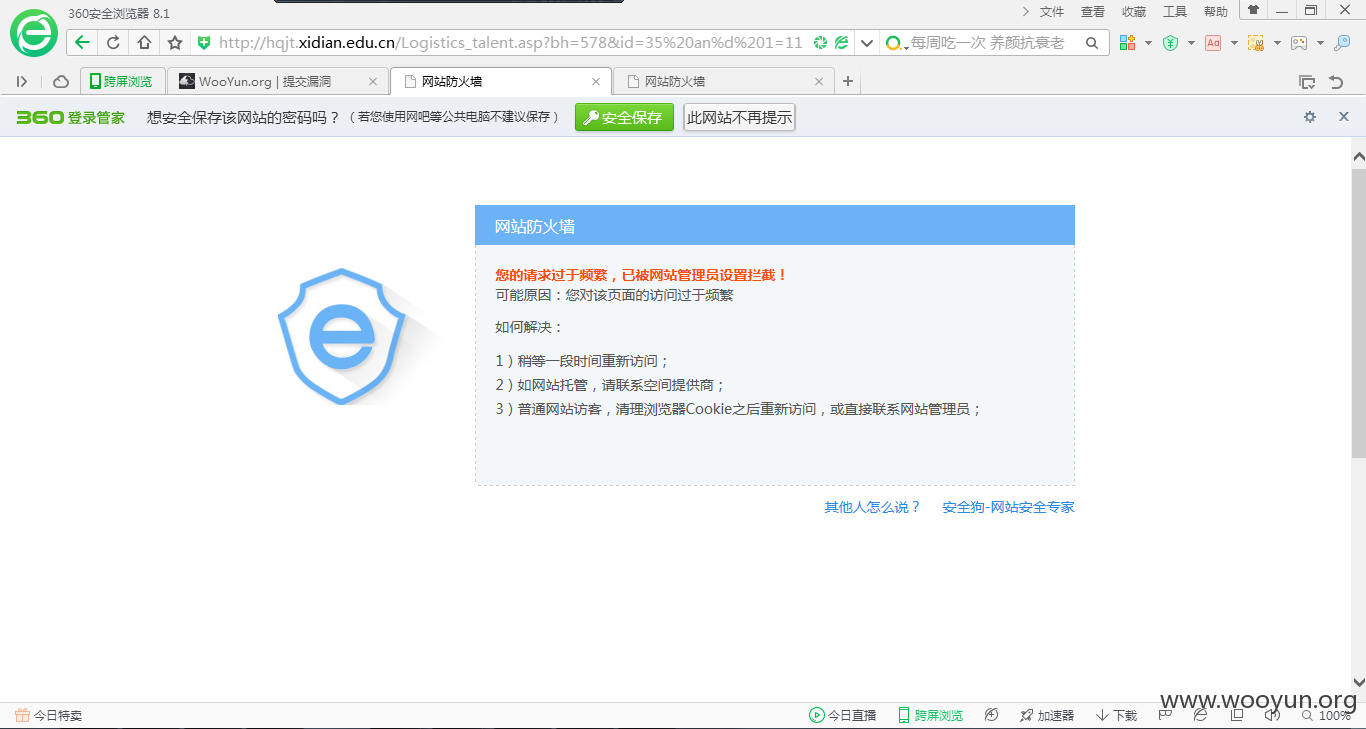 360安全浏览器 8.1
文件 查看 收藏 工具 帮助
http://hqjt.xidian.edu.cn/Logistics_talent.asp?bh=578&id=35%20an%d%201=11
每周吃一次 养颜抗衰老
跨屏浏览
WooYun.org | 提交漏洞
网站防火墙
网站防火墙
360 登录管家
想安全保存该网站的密码吗？
（若您使用网吧等公共电脑不建议保存）
安全保存
此网站不再提示
网站防火墙
您的请求过于频繁，已被网站管理员设置拦截！
可能原因：您对该页面的访问过于频繁
如何解决：
1）稍等一段时间重新访问；
2）如网站托管，请联系空间提供商；
3）普通网站访客，清理浏览器Cookie之后重新访问，或直接联系网站管理员；
其他人怎么说？ 安全狗-网站安全专家
www.wooyun.org
今日特卖
今日直播
跨屏浏览
加速器
下载
100%